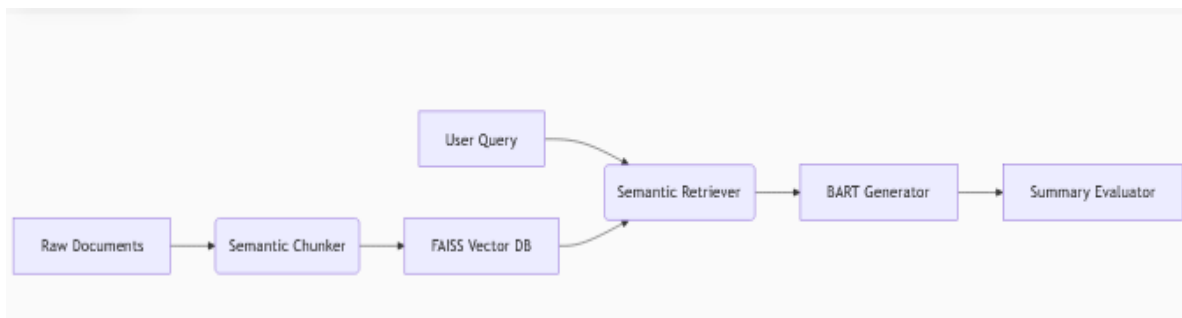 User Query
Semantic Retriever
BART Generator
Summary Evaluator
Raw Documents
Semantic Chunker
FAISS Vector DB